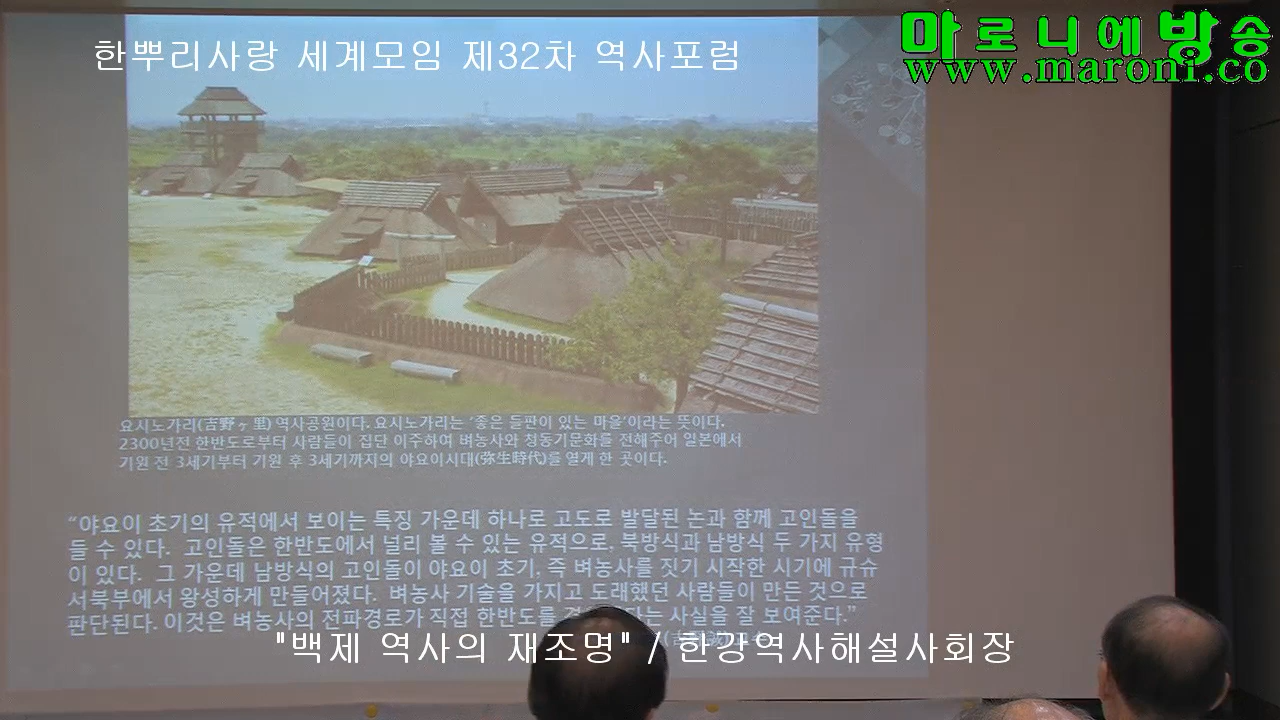 한뿌리사랑 세계모임 제32차 역사포럼
마로니에방송
www.maroni.co
요시노가리(吉野ヶ里) 역사공원이다. 요시노가리는 '좋은 들판이 있는 마을'이라는 뜻이다.
2300년전 한반도로부터 사람들이 집단 이주하여 벼농사와 청동기문화를 전해주어 일본에서
기원 전 3세기부터 기원 후 3세기까지의 야요이시대(弥生時代)를 열게 한 곳이다.
“야요이 초기의 유적에서 보이는 특징 가운데 하나로 고도로 발달된 논과 함께 고인돌을
들 수 있다. 고인돌은 한반도에서 널리 볼 수 있는 유적으로, 북방식과 남방식 두 가지 유형
이 있다. 그 가운데 남방식의 고인돌이 야요이 초기, 즉 벼농사를 짓기 시작한 시기에 규슈
서북부에서 왕성하게 만들어졌다. 벼농사 기술을 가지고 도래했던 사람들이 만든 것으로
판단된다. 이것은 벼농사의 전파경로가 직접 한반도를 사실을 잘 보여준다.”
"백제 역사의 재조명" / 한강역사해설사회장